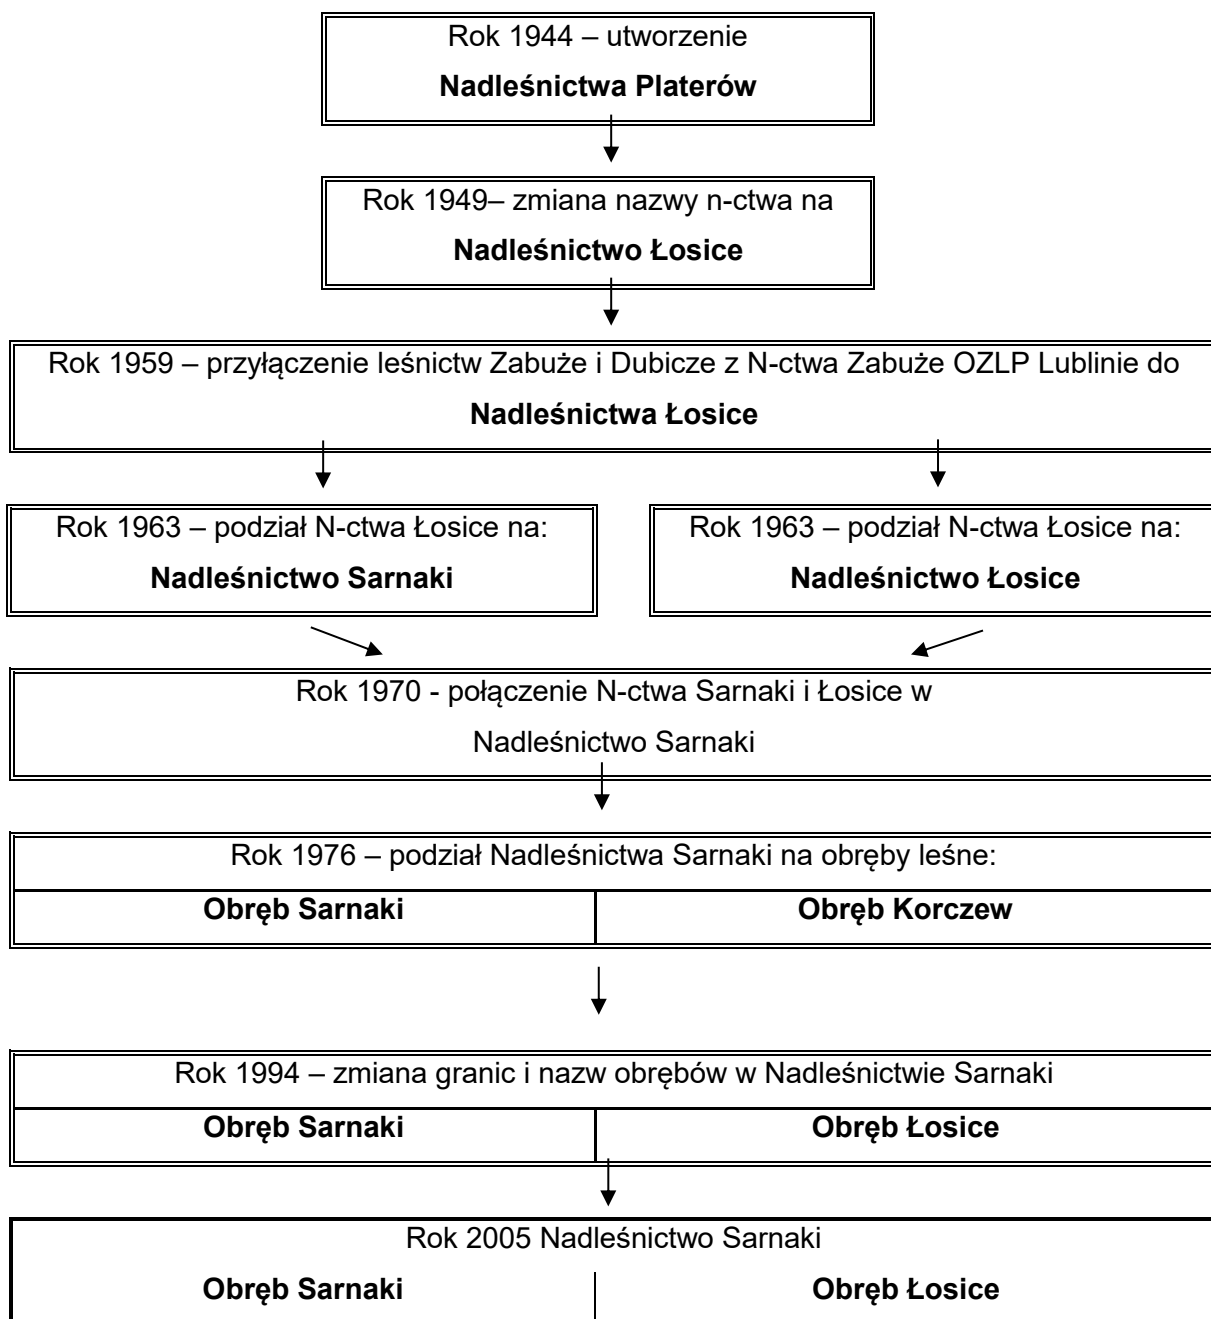 Rok 1944 – utworzenie
Nadleśnictwa Platerów
Rok 1949– zmiana nazwy n-ctwa na
Nadleśnictwo Łosice
Rok 1959 – przyłączenie leśnictw Zabuże i Dubicze z N-ctwa Zabuże OZLP Lublinie do
Nadleśnictwa Łosice
Rok 1963 – podział N-ctwa Łosice na:
Nadleśnictwo Sarnaki
Rok 1963 – podział N-ctwa Łosice na:
Nadleśnictwo Łosice
Rok 1970 - połączenie N-ctwa Sarnaki i Łosice w
Nadleśnictwo Sarnaki
Rok 1976 – podział Nadleśnictwa Sarnaki na obręby leśne:
Obręb Sarnaki
Obręb Korczew
Rok 1994 – zmiana granic i nazw obrębów w Nadleśnictwie Sarnaki
Obręb Sarnaki
Obręb Łosice
Rok 2005 Nadleśnictwo Sarnaki
Obręb Sarnaki
Obręb Łosice